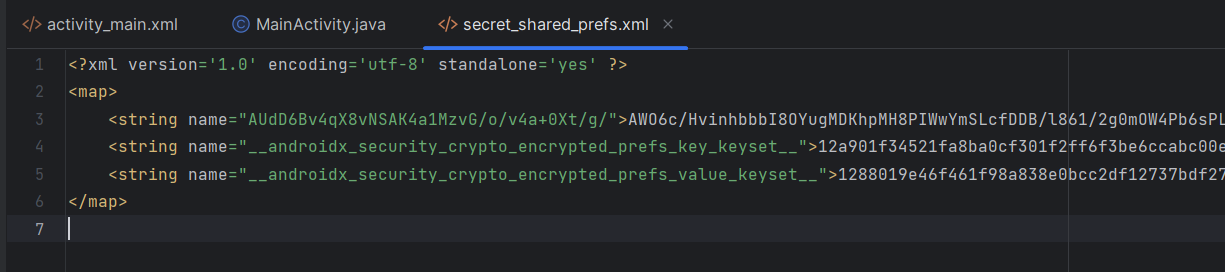 activity_main.xml MainActivity.java secret_shared_prefs.xml
1 <?xml version='1.0' encoding='utf-8' standalone='yes' ?>
2 <map>
3 <string name="AUdD6Bv4qX8vNSAK4a1MzvG/o/v4a+0Xt/g/">AWO6c/HvinhbbbI8OYugMDKhpMH8PIWwYmSLcfDDB/l861/2g0mOW4Pb6sPL
4 <string name="__androidx_security_crypto_encrypted_prefs_key_keyset__">12a901f34521fa8ba0cf301f2ff6f3be6ccabc00e
5 <string name="__androidx_security_crypto_encrypted_prefs_value_keyset__">1288019e46f461f98a838e0bcc2df12737bdf27
6 </map>
7